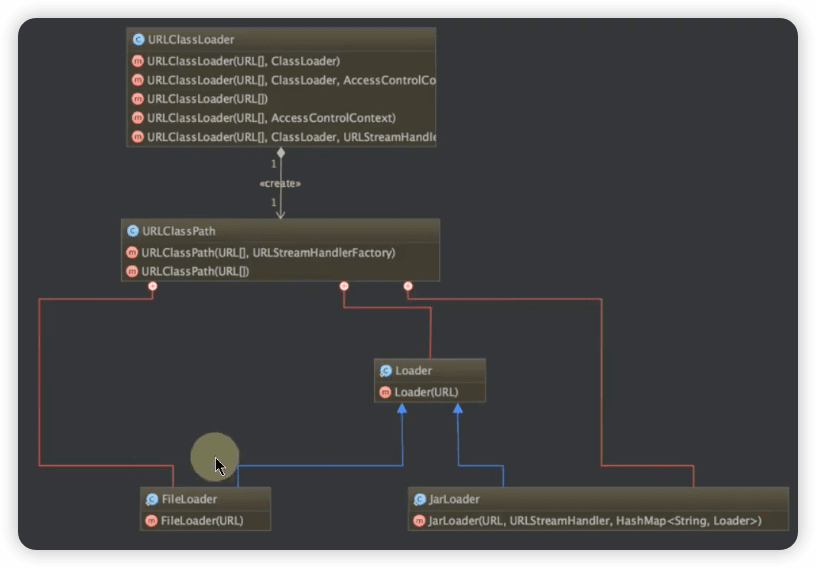 URLClassLoader
URLClassLoader(URL[], ClassLoader)
URLClassLoader(URL[], ClassLoader, AccessControlCo
URLClassLoader(URL[])
URLClassLoader(URL[], AccessControlContext)
URLClassLoader(URL[], ClassLoader, URLStreamHandle
1
«create»
1
URLClassPath
URLClassPath(URL[], URLStreamHandlerFactory)
URLClassPath(URL[])
Loader
Loader(URL)
FileLoader
FileLoader(URL)
JarLoader
JarLoader(URL, URLStreamHandler, HashMap<String, Loader>)